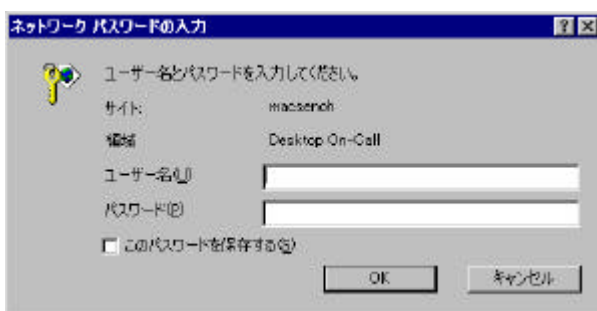 ネットワーク パスワードの入力
ユーザー名とパスワードを入力してください。
サイト: macsenoh
領域 Desktop On-Call
ユーザー名(U)
パスワード(P)
このパスワードを保存する(S)
OK キャンセル